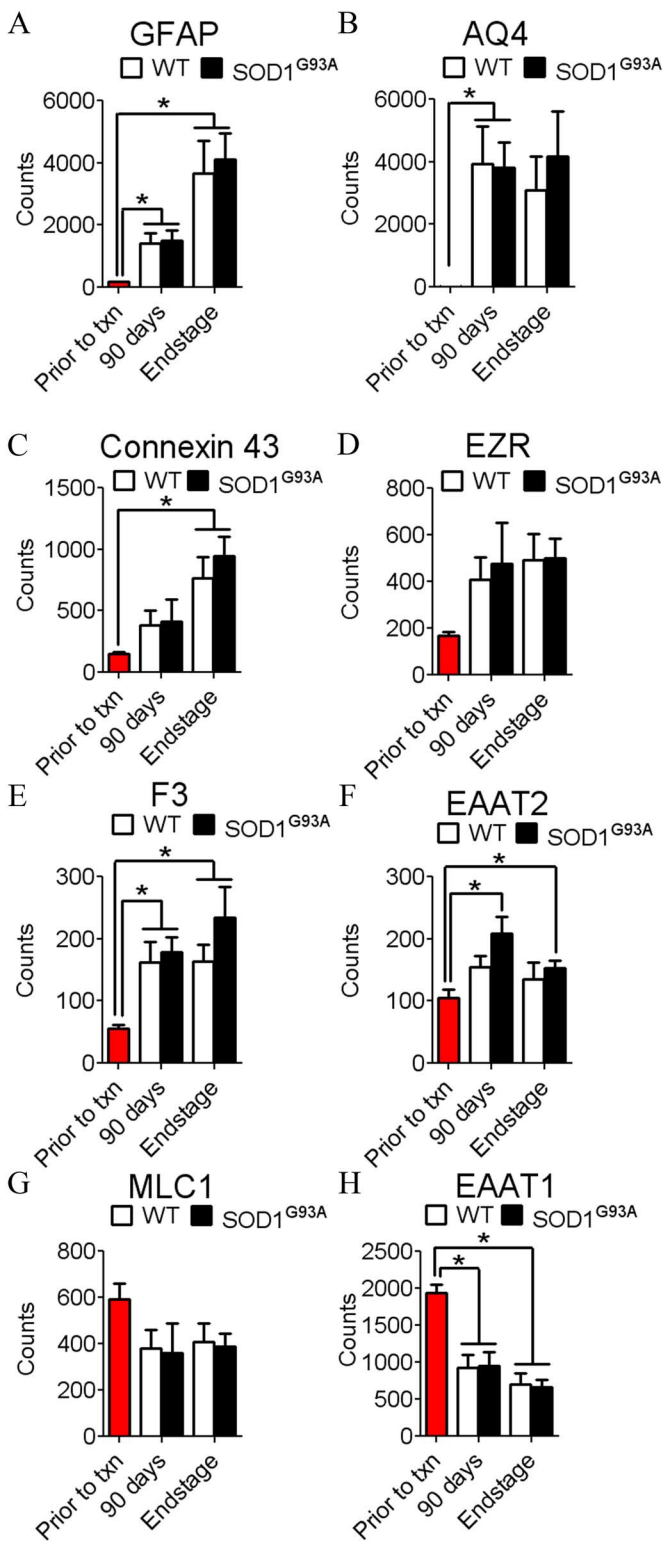 A
GFAP
WT SOD1G93A
*
*
Counts
6000
4000
2000
0
Prior to txn
90 days
Endstage
B
AQ4
WT SOD1G93A
*
Counts
6000
4000
2000
0
Prior to txn
90 days
Endstage
C
Connexin 43
WT SOD1G93A
*
Counts
1500
1000
500
0
Prior to txn
90 days
Endstage
D
EZR
WT SOD1G93A
Counts
800
600
400
200
0
Prior to txn
90 days
Endstage
E
F3
WT SOD1G93A
*
*
Counts
300
200
100
0
Prior to txn
90 days
Endstage
F
EAAT2
WT SOD1G93A
*
*
Counts
300
200
100
0
Prior to txn
90 days
Endstage
G
MLC1
WT SOD1G93A
Counts
800
600
400
200
0
Prior to txn
90 days
Endstage
H
EAAT1
WT SOD1G93A
*
*
Counts
2500
2000
1500
1000
500
0
Prior to txn
90 days
Endstage